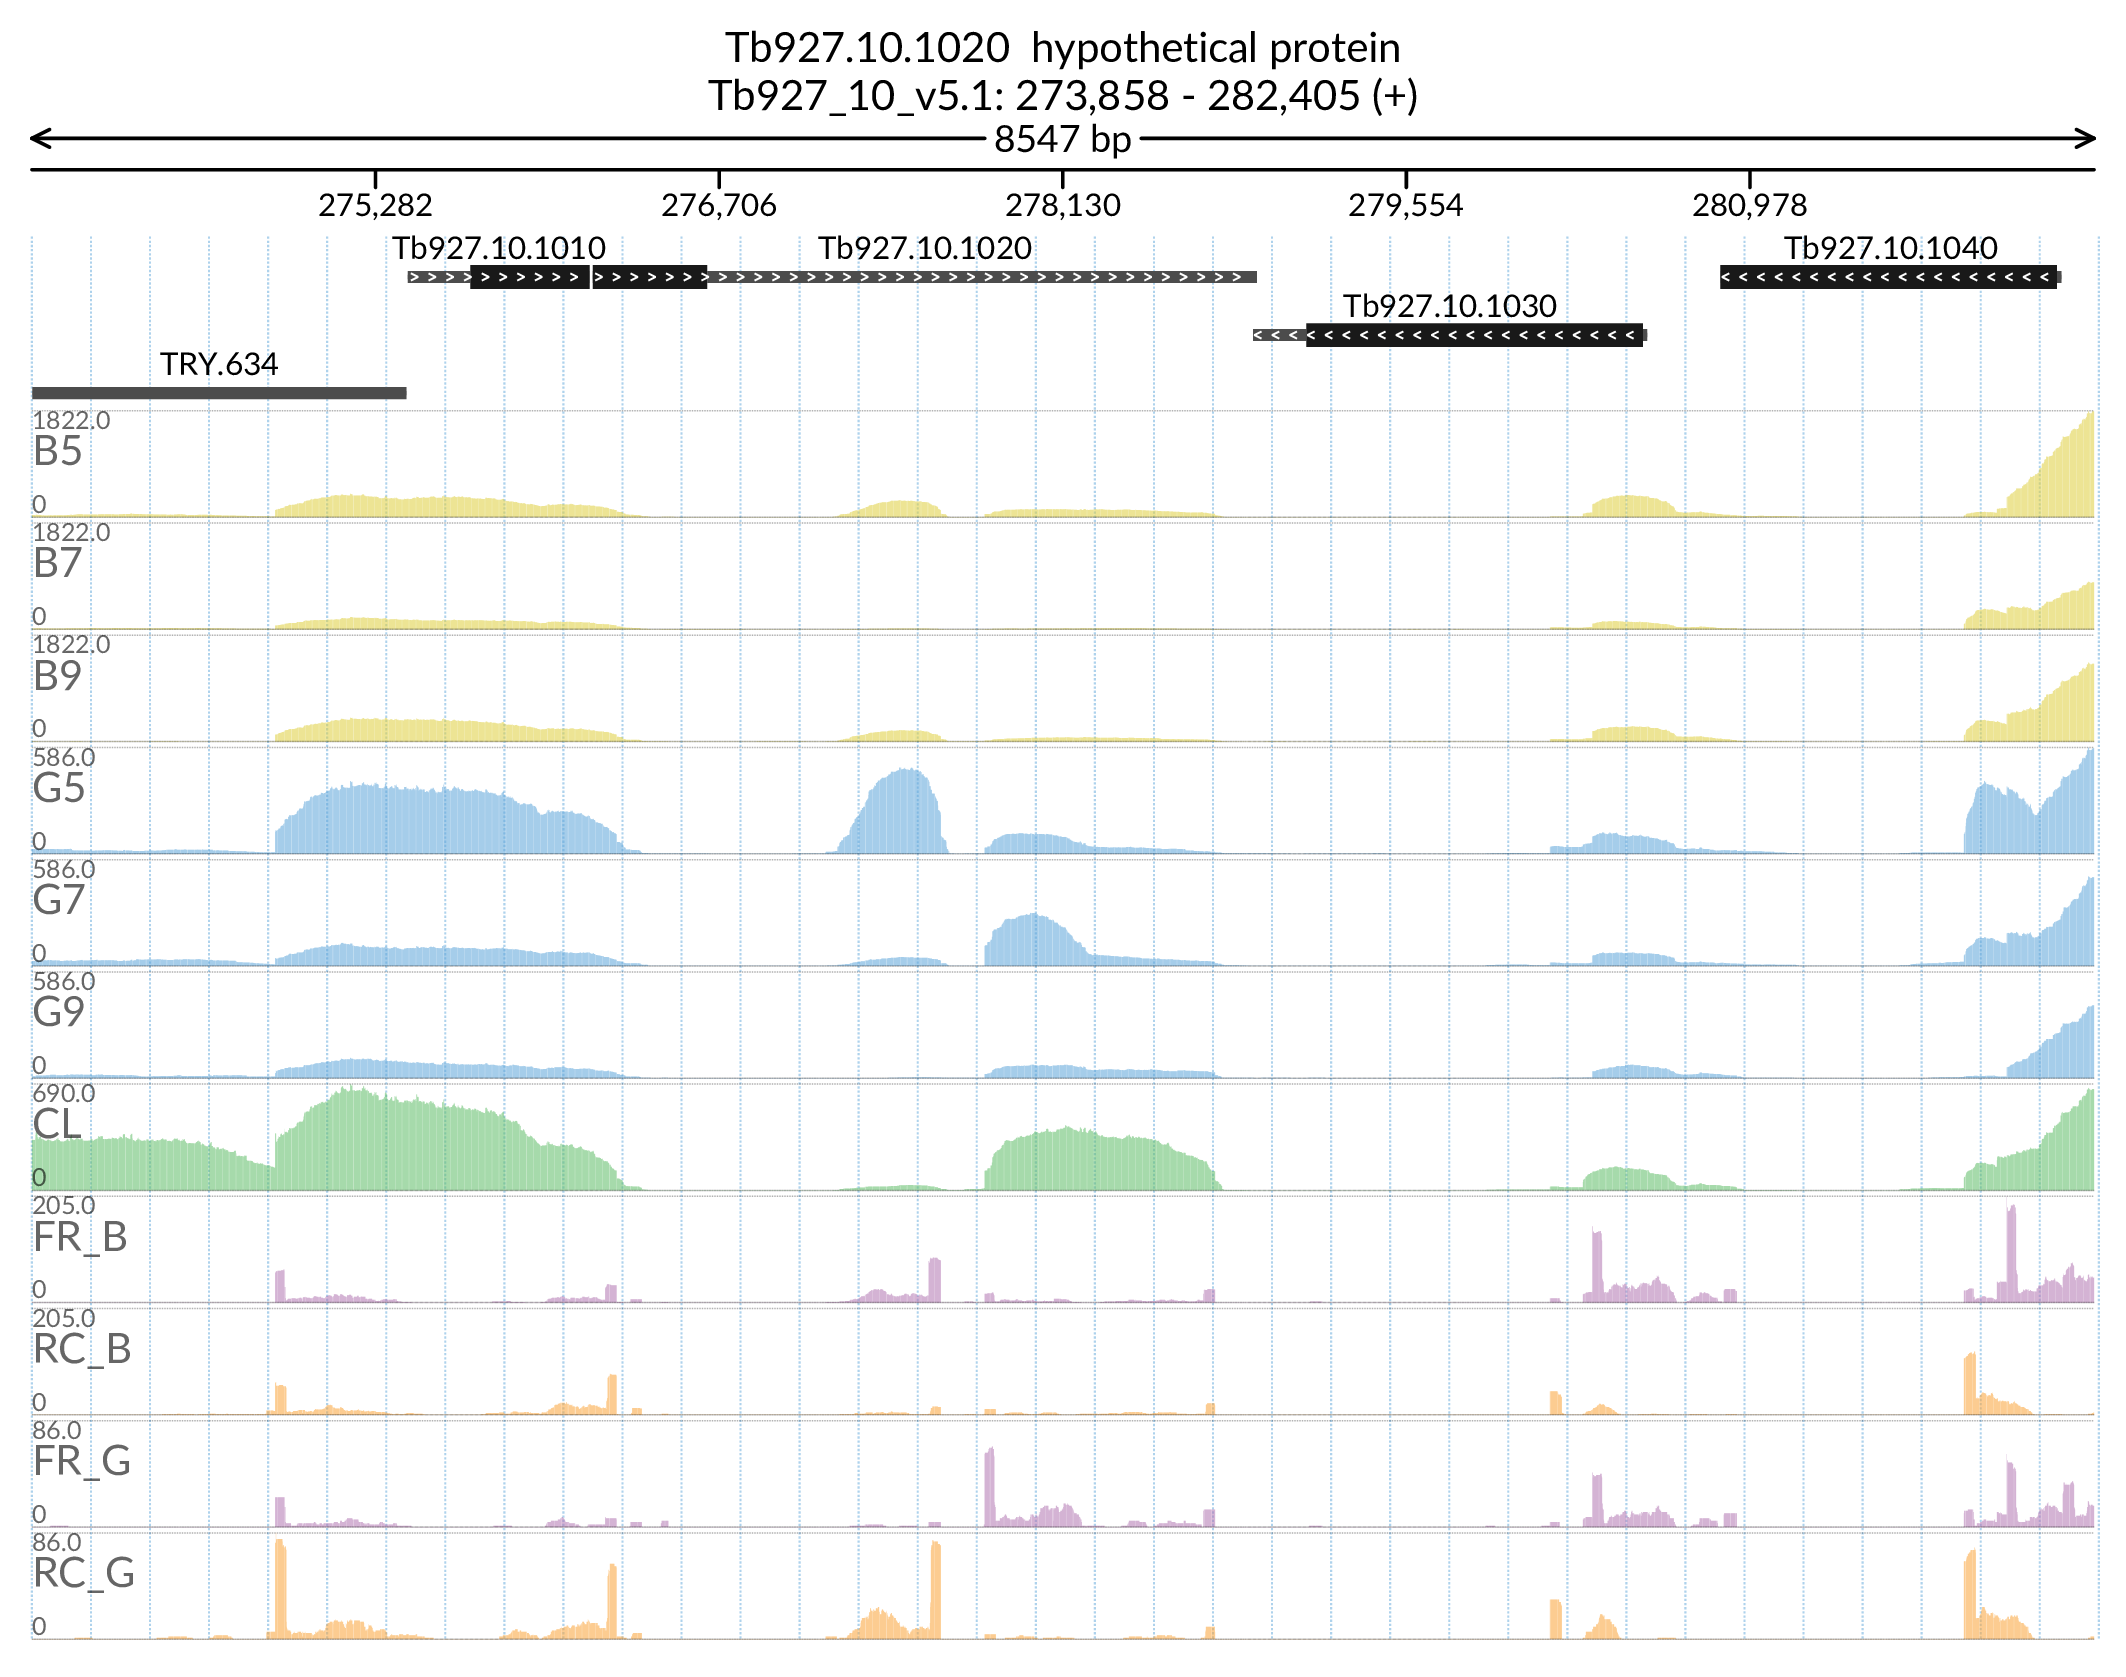 Tb927.10.1020  hypothetical protein
Tb927_10_v5.1: 273,858 - 282,405 (+)
8547 bp
275,282 276,706 278,130 279,554 280,978
Tb927.10.1010 Tb927.10.1020 Tb927.10.1040
Tb927.10.1030
TRY.634
1822.0
B5
0
1822.0
B7
0
1822.0
B9
0
586.0
G5
0
586.0
G7
0
586.0
G9
0
690.0
CL
0
205.0
FR_B
0
205.0
RC_B
0
86.0
FR_G
0
86.0
RC_G
0